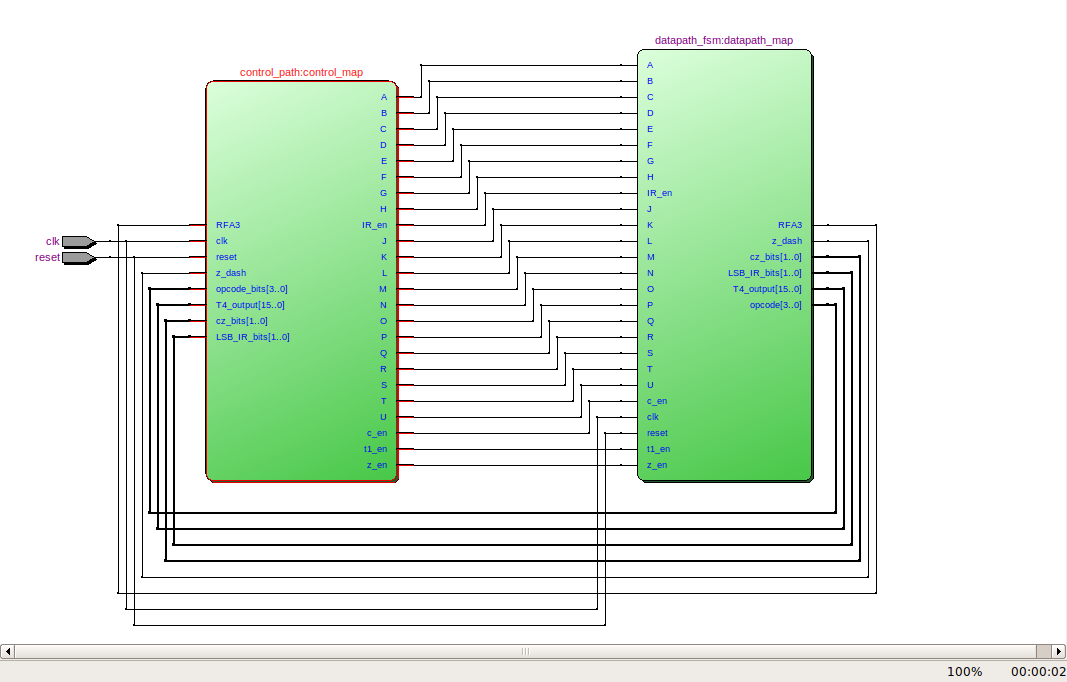 datapath_fsm:datapath_map
control_path:control_map
A
B
C
D
E
F
G
H
IR_en
J
K
L
M
N
O
P
Q
R
S
T
U
c_en
t1_en
z_en
RFA3
clk
reset
z_dash
opcode_bits[3..0]
T4_output[15..0]
cz_bits[1..0]
LSB_IR_bits[1..0]
clk
reset
A
B
C
D
E
F
G
H
IR_en
J
K
L
M
N
O
P
Q
R
S
T
U
c_en
clk
reset
t1_en
z_en
RFA3
z_dash
cz_bits[1..0]
LSB_IR_bits[1..0]
T4_output[15..0]
opcode[3..0]
100% 00:00:02